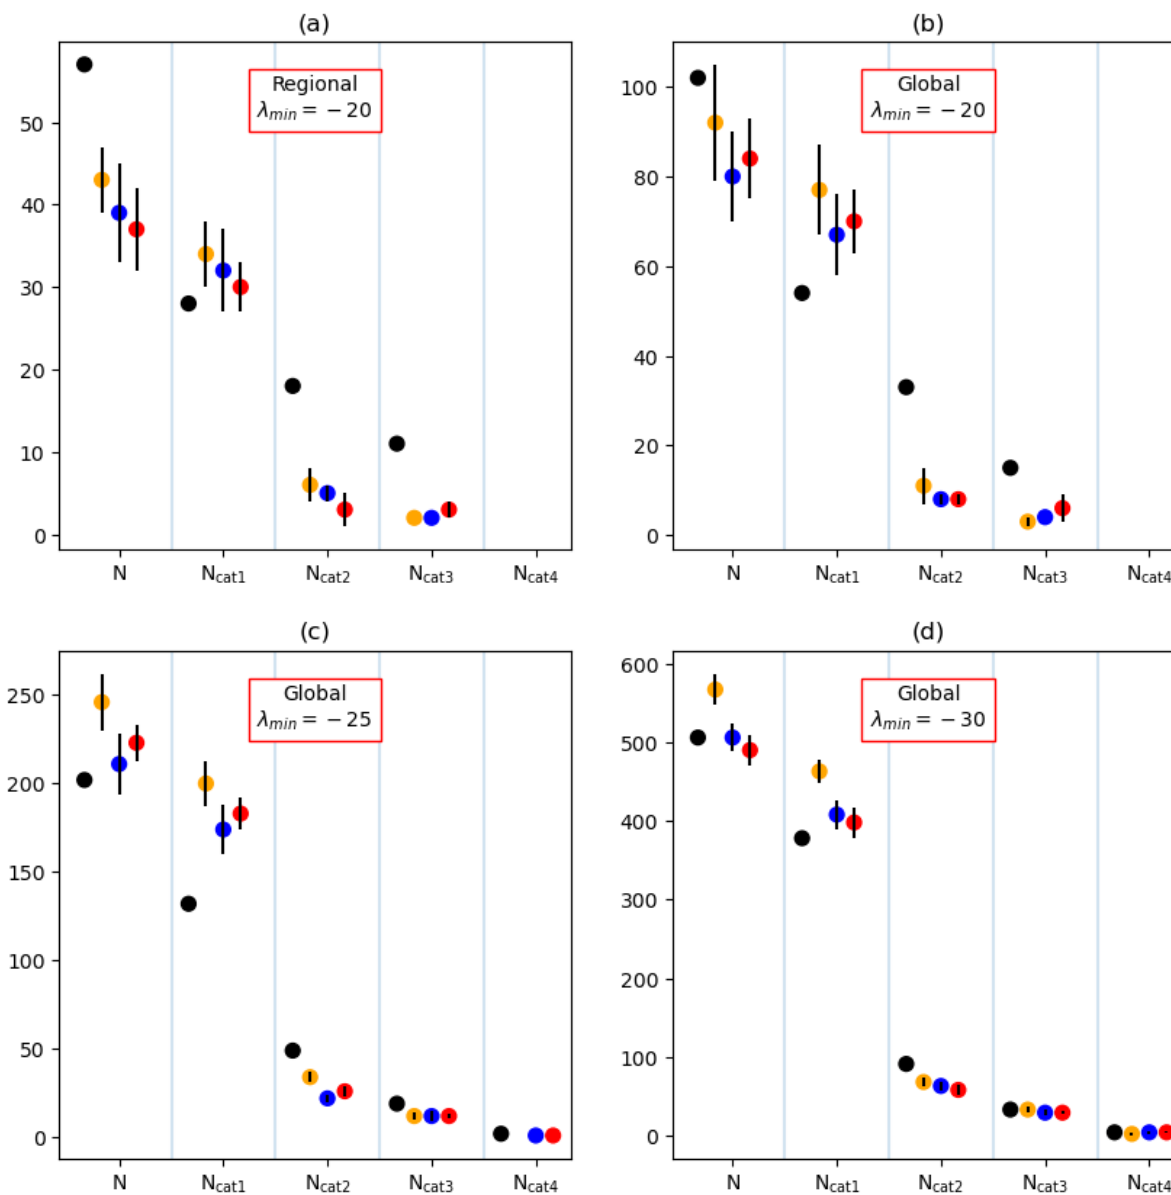 (a)
Regional
λmin = −20
50
40
30
20
10
0
N Ncat1 Ncat2 Ncat3 Ncat4
(b)
Global
λmin = −20
100
80
60
40
20
0
N Ncat1 Ncat2 Ncat3 Ncat4
(c)
Global
λmin = −25
250
200
150
100
50
0
N Ncat1 Ncat2 Ncat3 Ncat4
(d)
Global
λmin = −30
600
500
400
300
200
100
0
N Ncat1 Ncat2 Ncat3 Ncat4